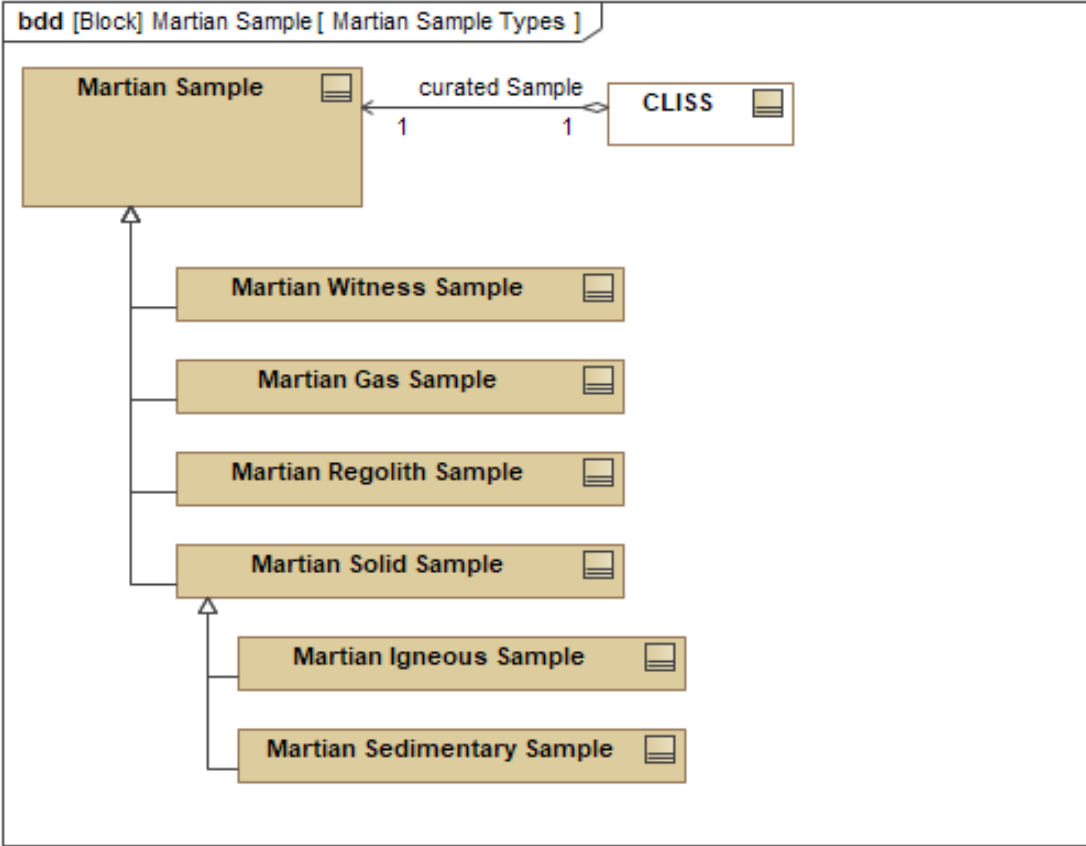 bdd [Block] Martian Sample [ Martian Sample Types ]
Martian Sample
curated Sample
CLISS
1
1
Martian Witness Sample
Martian Gas Sample
Martian Regolith Sample
Martian Solid Sample
Martian Igneous Sample
Martian Sedimentary Sample